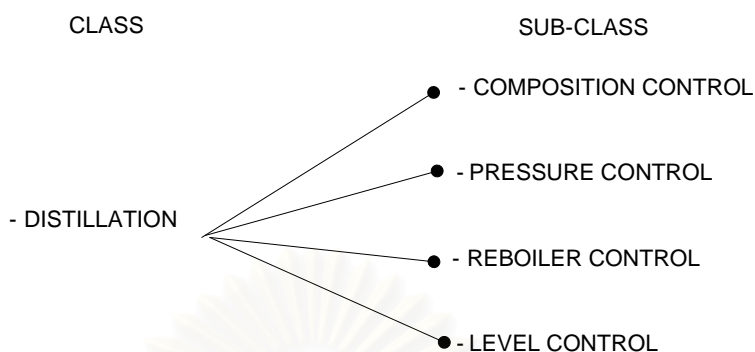 CLASS
SUB-CLASS
- COMPOSITION CONTROL
- PRESSURE CONTROL
- DISTILLATION
- REBOILER CONTROL
- LEVEL CONTROL